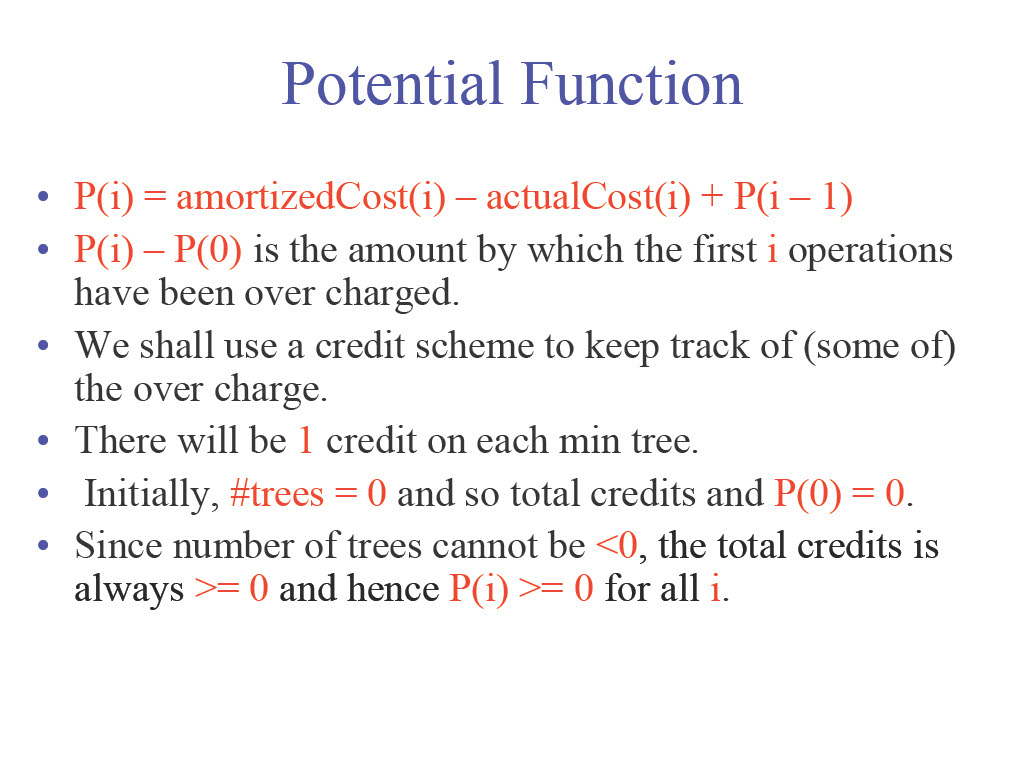 Potential Function
• P(i) = amortizedCost(i) – actualCost(i) + P(i – 1)
• P(i) – P(0) is the amount by which the first i operations
have been over charged.
• We shall use a credit scheme to keep track of (some of)
the over charge.
• There will be 1 credit on each min tree.
• Initially, #trees = 0 and so total credits and P(0) = 0.
• Since number of trees cannot be <0, the total credits is
always >= 0 and hence P(i) >= 0 for all i.